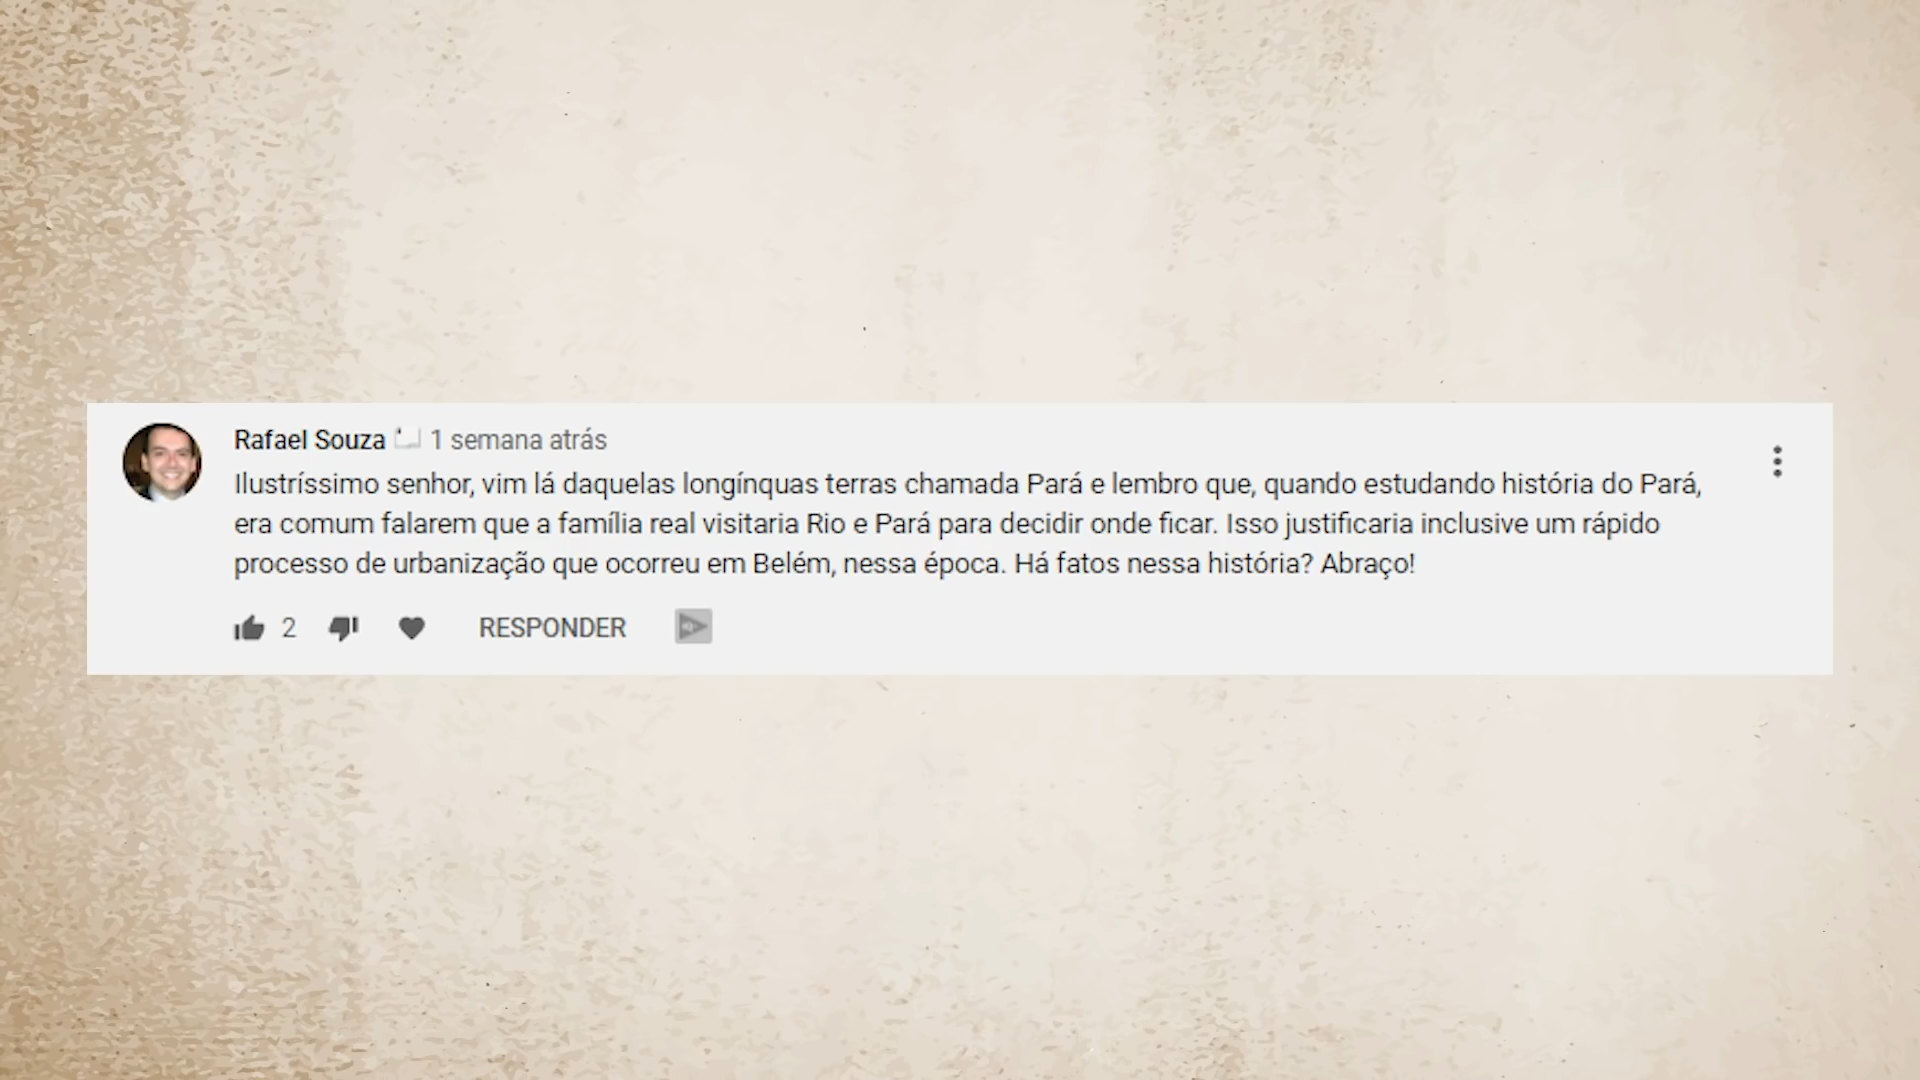 Rafael Souza 1 semana atrás
Ilustríssimo senhor, vim lá daquelas longínquas terras chamada Pará e lembro que, quando estudando história do Pará,
era comum falarem que a família real visitaria Rio e Pará para decidir onde ficar. Isso justificaria inclusive um rápido
processo de urbanização que ocorreu em Belém, nessa época. Há fatos nessa história? Abraço!
2 RESPONDER